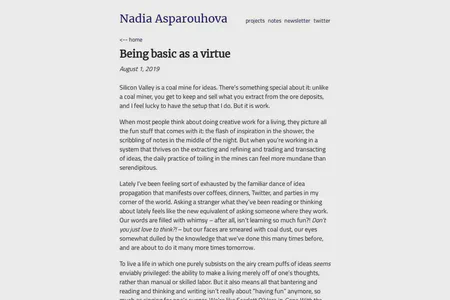 Nadia Asparouhova
projects notes newsletter twitter
<-- home
Being basic as a virtue
August 1, 2019
Silicon Valley is a coal mine for ideas. There's something special about it: unlike
a coal miner, you get to keep and sell what you extract from the ore deposits,
and I feel lucky to have the setup that I do. But it is work.
When most people think about doing creative work for a living, they picture all
the fun stuff that comes with it: the flash of inspiration in the shower, the
scribbling of notes in the middle of the night. But when you're working in a
system that thrives on the extracting and refining and trading and transacting
of ideas, the daily practice of toiling in the mines can feel more mundane than
serendipitous.
Lately I've been feeling sort of exhausted by the familiar dance of idea
propagation that manifests over coffees, dinners, Twitter, and parties in my
corner of the world. Asking a stranger what they've been reading or thinking
about lately feels like the new equivalent of asking someone where they work.
Our words are filled with whimsy – after all, isn't learning so much fun?! Don't
you just love to think?! – but our faces are smeared with coal dust, our eyes
somewhat dulled by the knowledge that we've done this many times before,
and are about to do it many more times tomorrow.
To live a life in which one purely subsists on the airy cream puffs of ideas seems
enviably privileged: the ability to make a living merely off of one's thoughts,
rather than manual or skilled labor. But it also means all that bantering and
reading and thinking and writing isn't really about "having fun" anymore, so